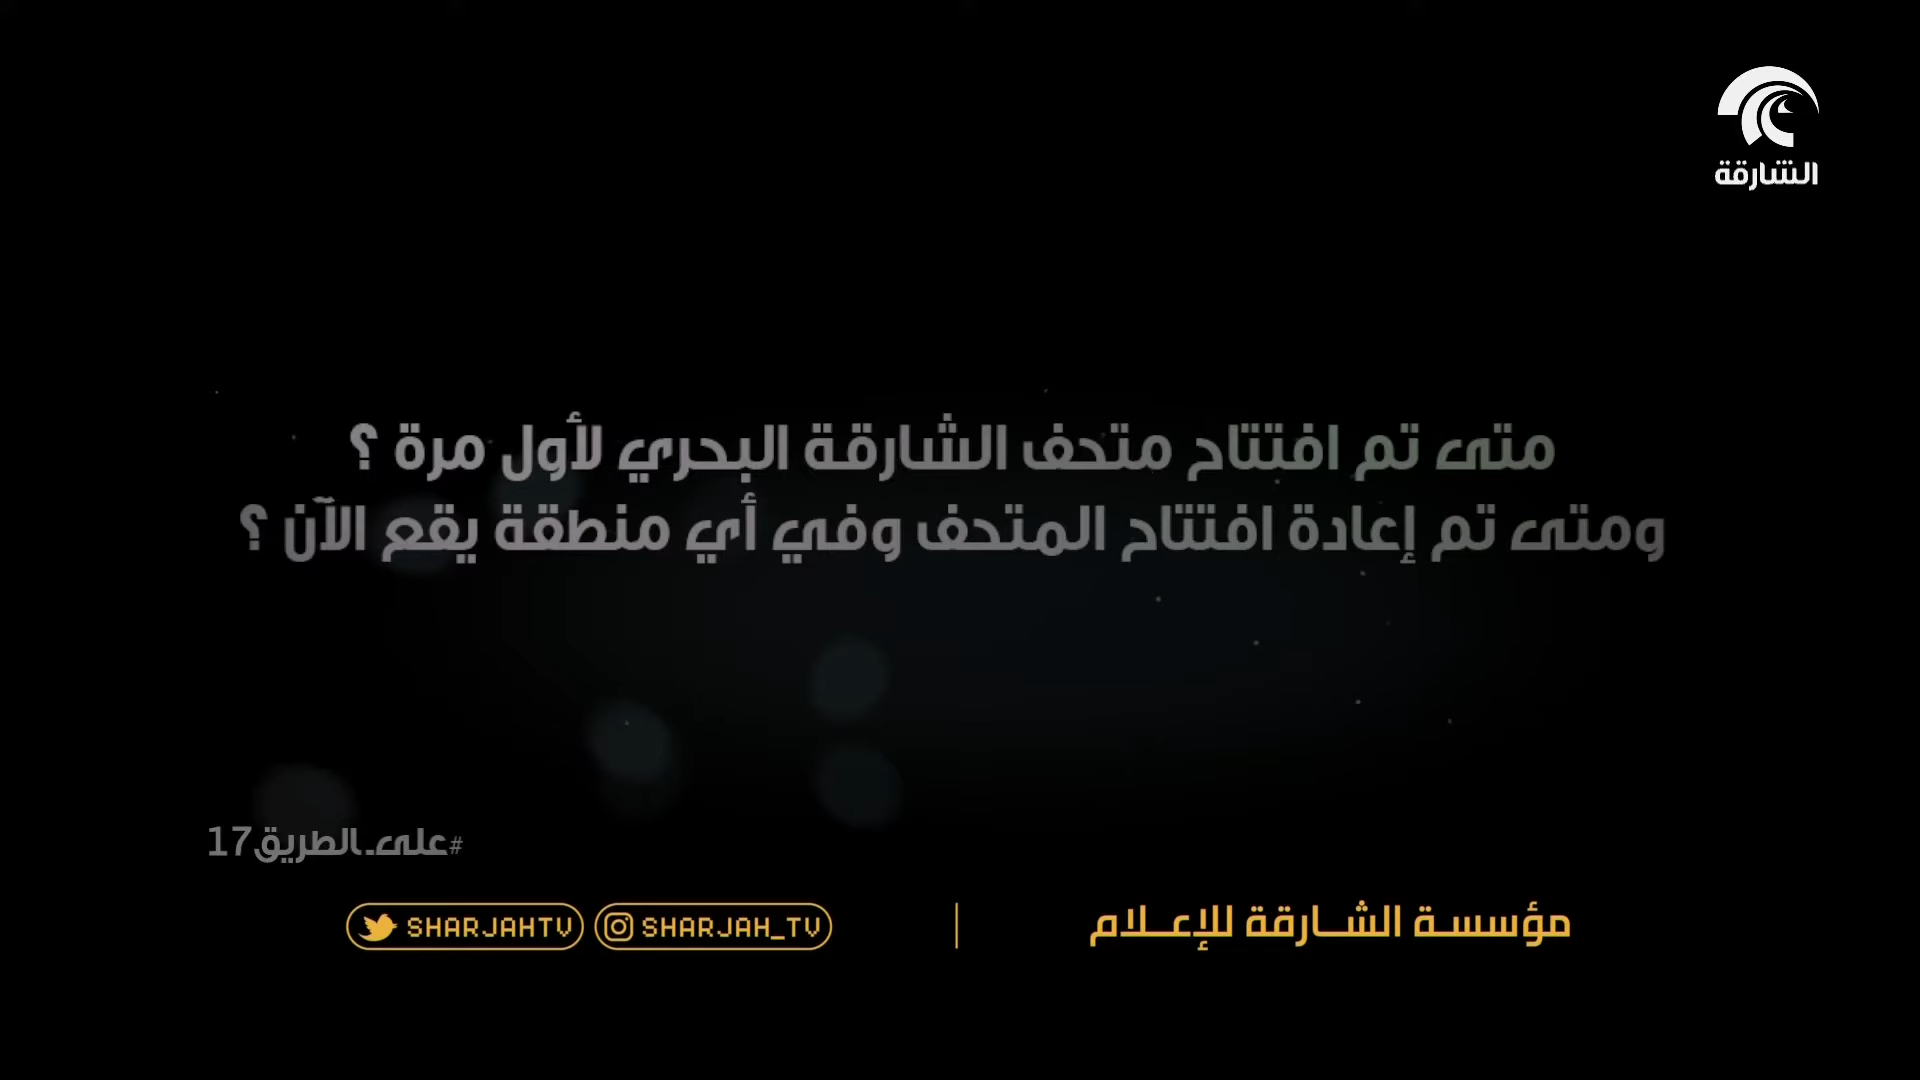 الشارقة
متى تم افتتاح متحف الشارقة البحري لأول مرة ؟
ومتى تم إعادة افتتاح المتحف وفي أي منطقة يقع الآن ؟
#على_الطريق17
مؤسسة الشارقة للإعلام | SHARJAH_TV SHARJAHTV